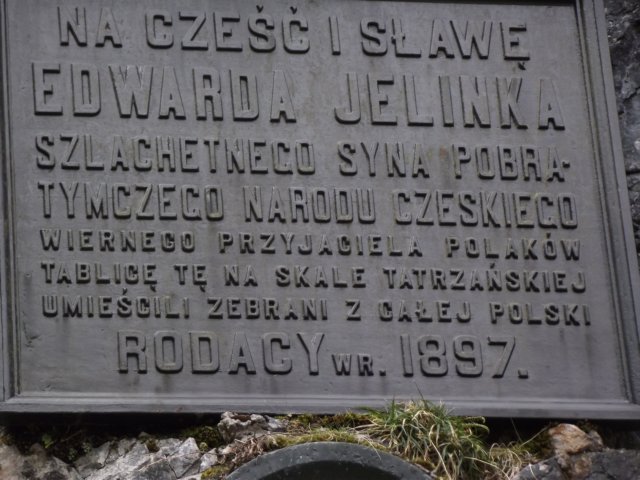 NA CZEŚĆ I SŁAWĘ
EDWARDA JELINKA
SZLACHETNEGO SYNA POBRA-
TYMCZEGO NARODU CZESKIEGO
WIERNEGO PRZYJACIELA POLAKÓW
TABLICĘ TĘ NA SKALE TATRZAŃSKIEJ
UMIEŚCILI ZEBRANI Z CAŁEJ POLSKI
RODACY WR. 1897.